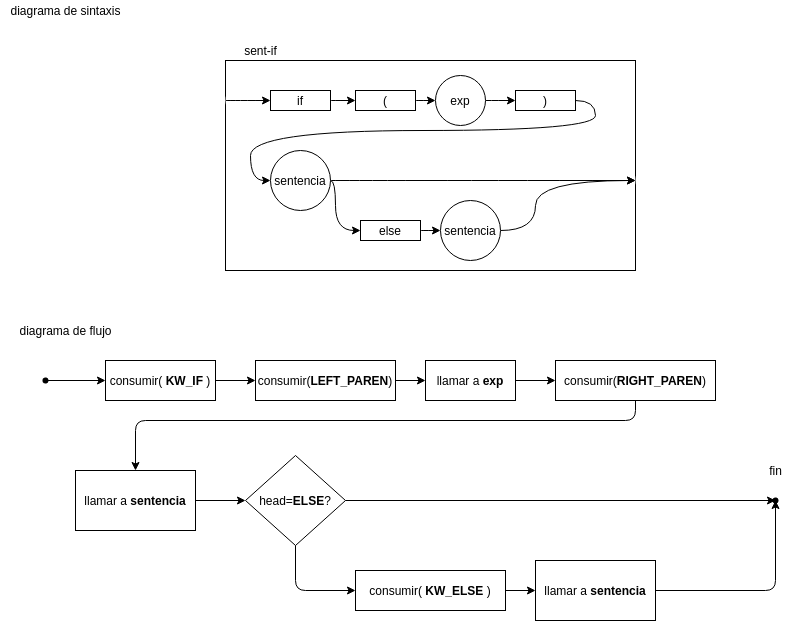 diagrama de sintaxis
sent-if
if
(
exp
)
sentencia
else
sentencia
diagrama de flujo
consumir( KW_IF )
consumir(LEFT_PAREN)
llamar a exp
consumir(RIGHT_PAREN)
fin
llamar a sentencia
head=ELSE?
consumir( KW_ELSE )
llamar a sentencia